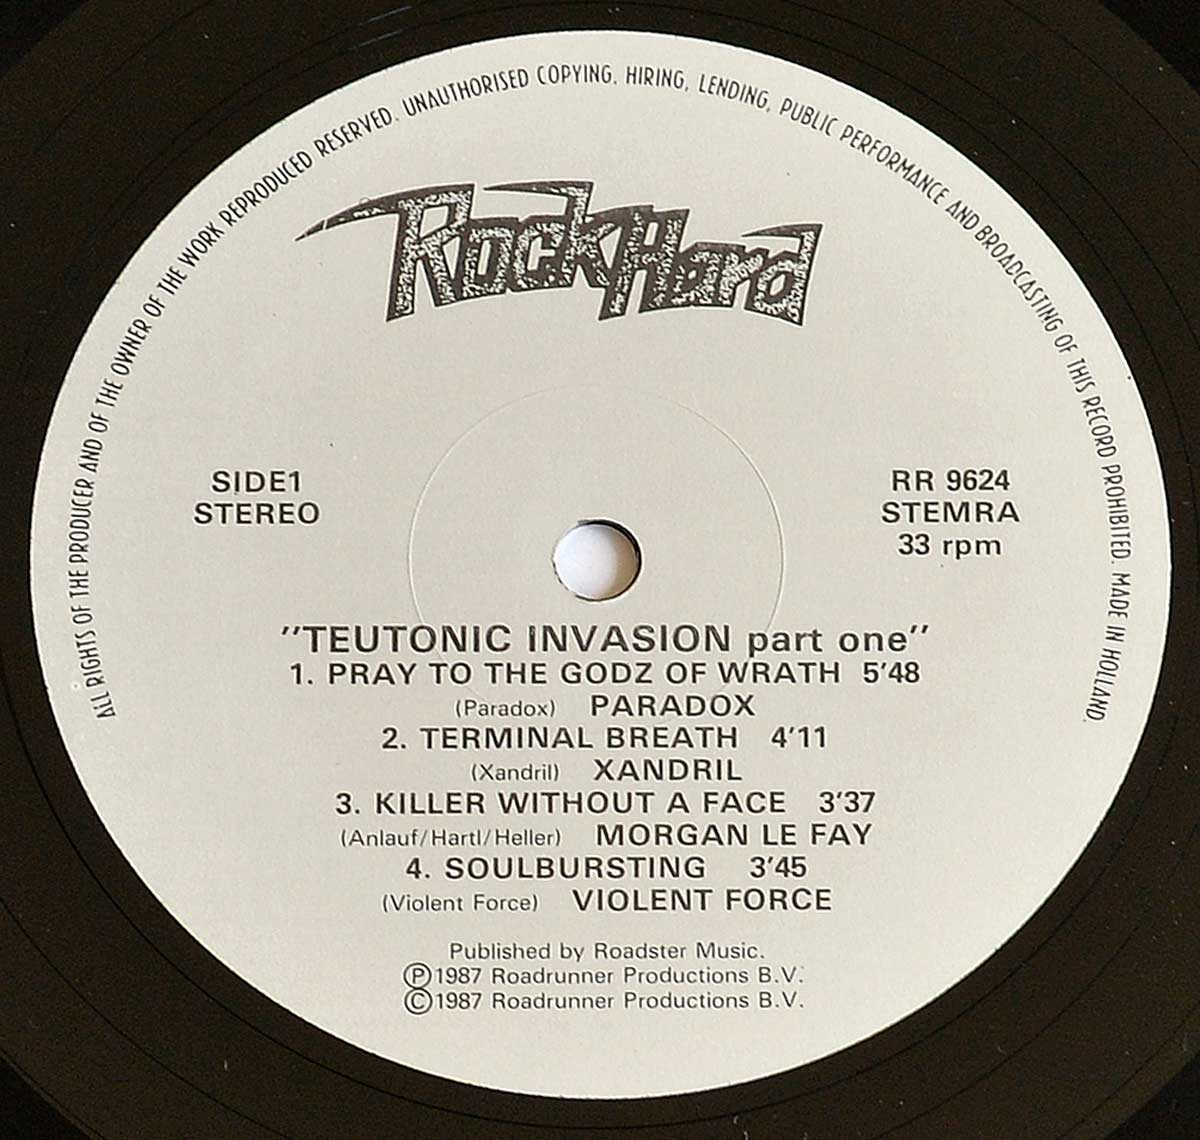 ALL RIGHTS OF THE PRODUCER AND OF THE OWNER OF THE WORK REPRODUCED RESERVED. UNAUTHORISED COPYING, HIRING, LENDING, PUBLIC PERFORMANCE AND BROADCASTING OF THIS RECORD PROHIBITED. MADE IN HOLLAND.
RockHard
SIDE1
STEREO
RR 9624
STEMRA
33 rpm
"TEUTONIC INVASION part one"
1. PRAY TO THE GODZ OF WRATH 5'48
(Paradox) PARADOX
2. TERMINAL BREATH 4'11
(Xandril) XANDRIL
3. KILLER WITHOUT A FACE 3'37
(Anlauf/Hartl/Heller) MORGAN LE FAY
4. SOULBURSTING 3'45
(Violent Force) VIOLENT FORCE
Published by Roadster Music.
Ⓟ1987 Roadrunner Productions B.V.
©1987 Roadrunner Productions B.V.